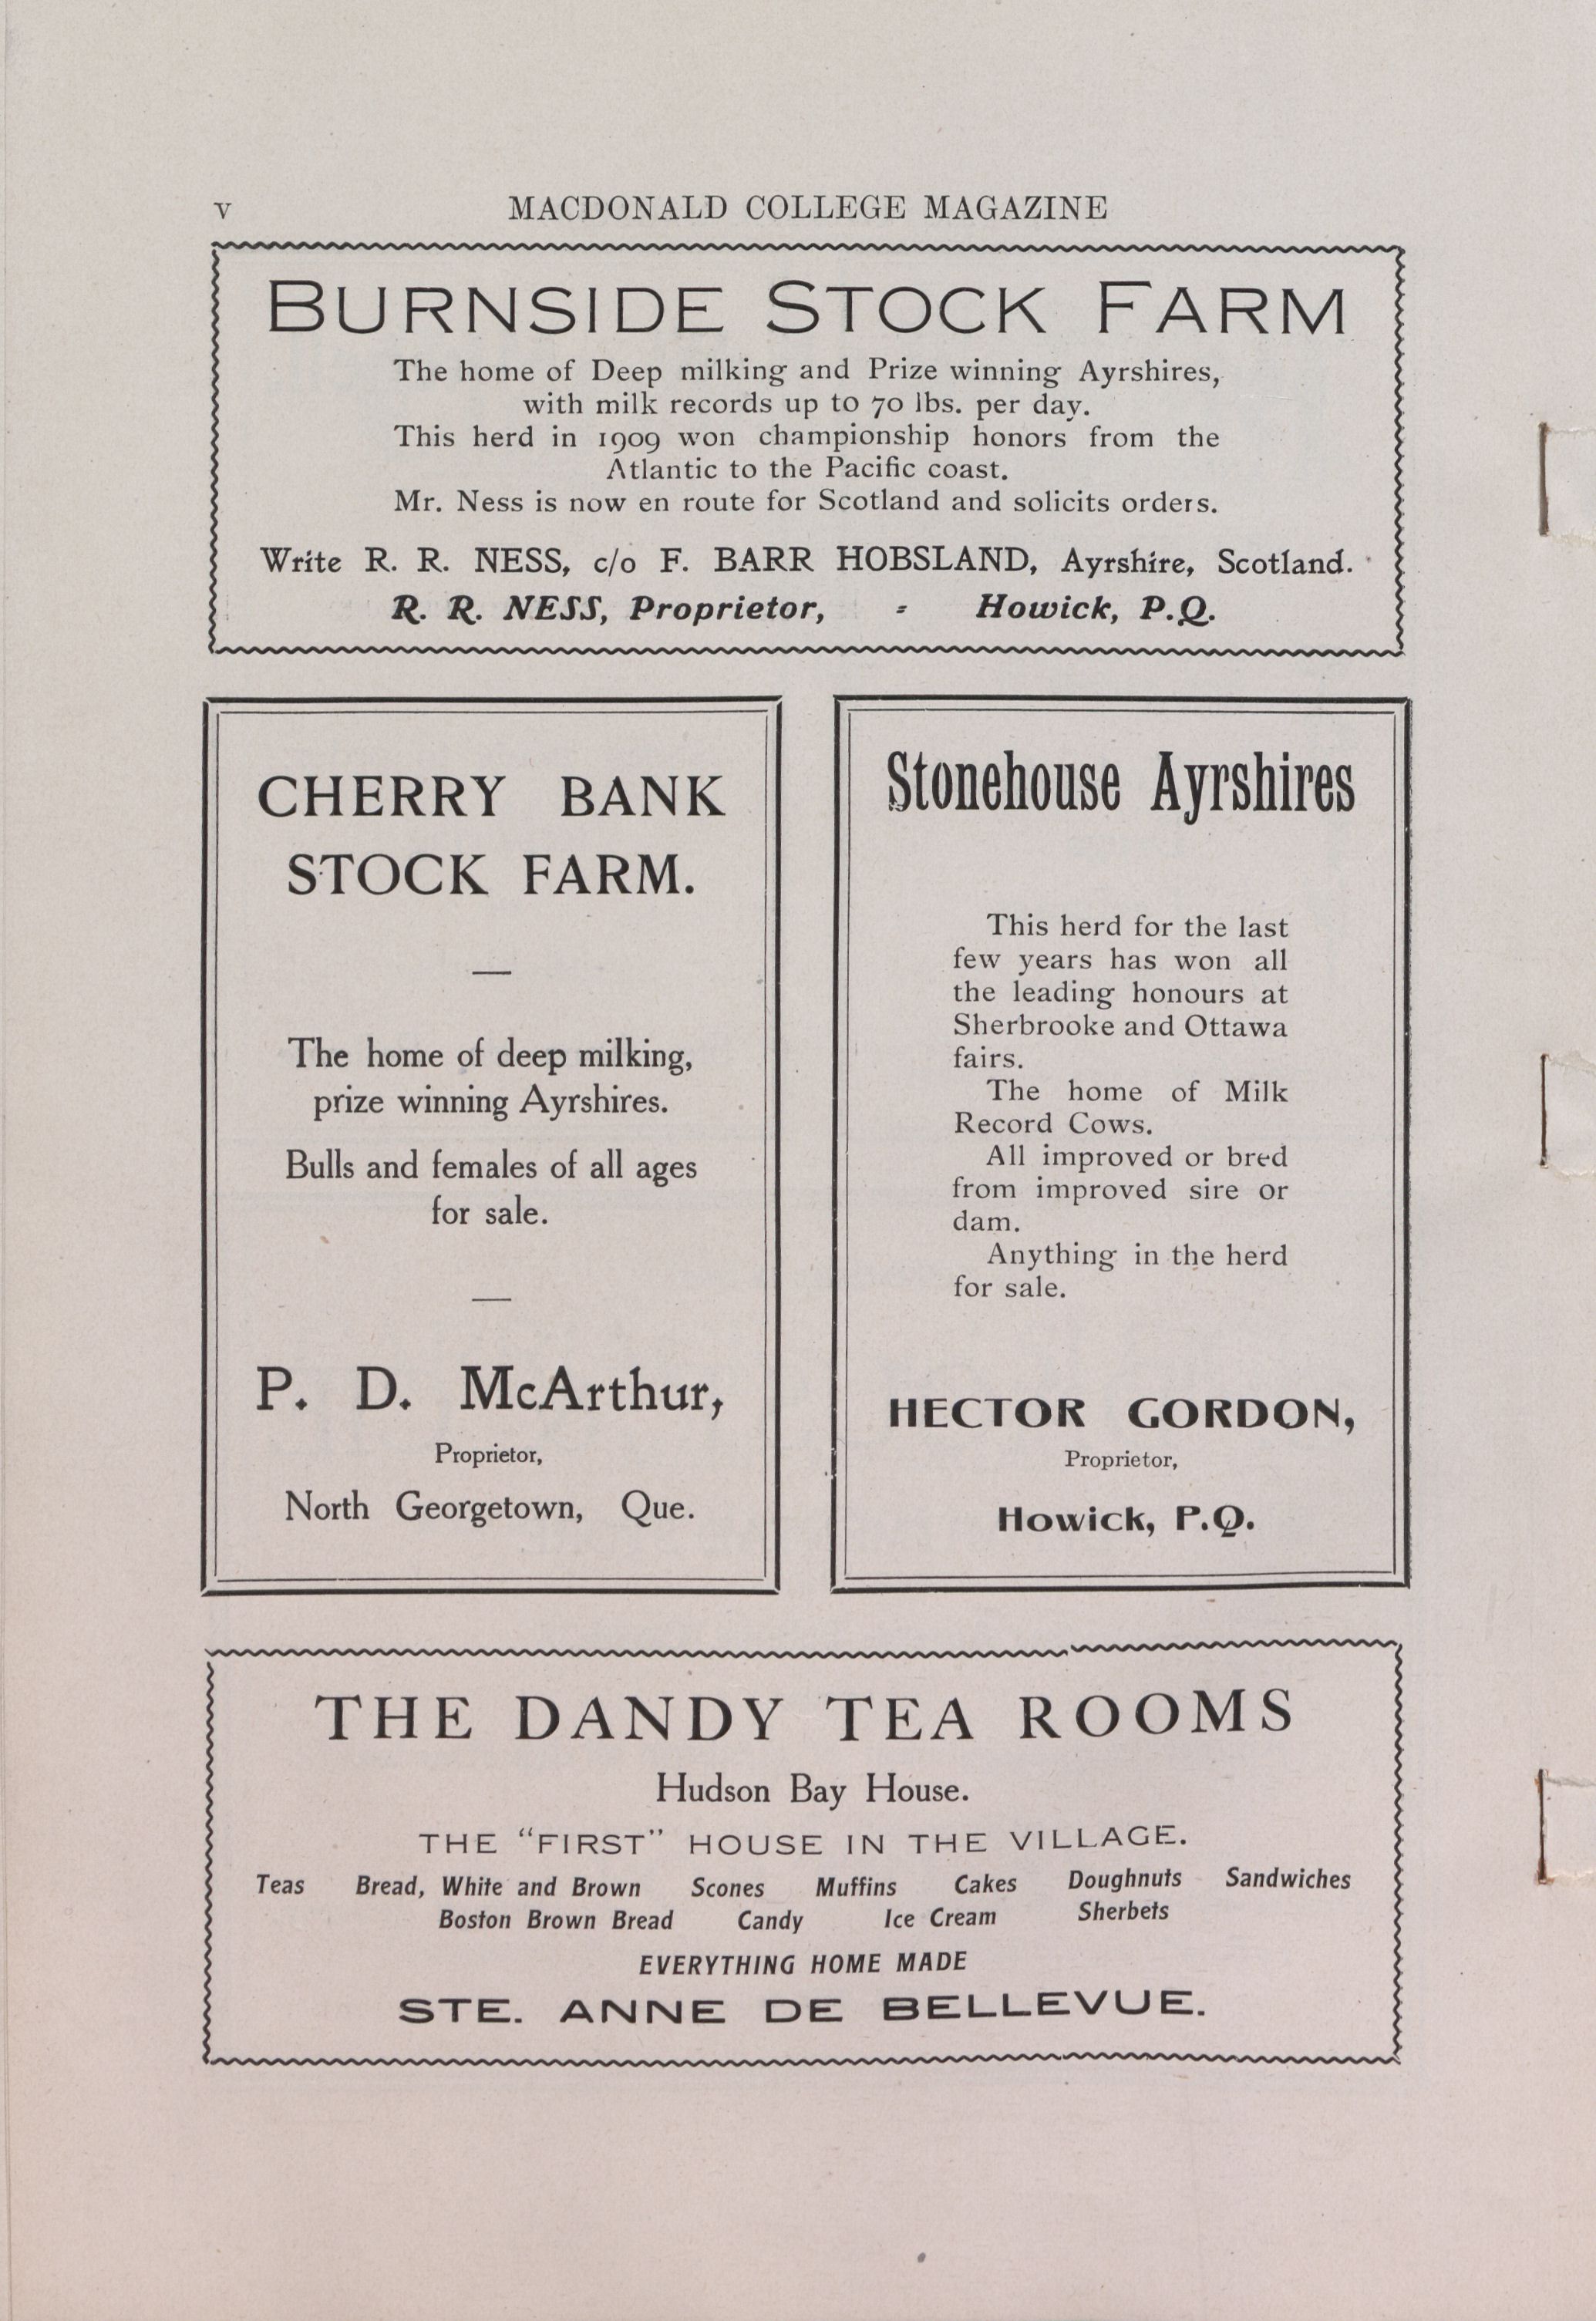 v MACDONALD COLLEGE MAGAZINE
BURNSIDE STOCK FARM
The home of Deep milking and Prize winning Ayrshires,
with milk records up to 70 lbs. per day.
This herd in 1909 won championship honors from the
Atlantic to the Pacific coast.
Mr. Ness is now en route for Scotland and solicits orders.
Write R. R. NESS, c/o F. BARR HOBSLAND, Ayrshire, Scotland.
R. R. NESS, Proprietor, - Howick, P.Q.
CHERRY BANK
STOCK FARM.
The home of deep milking,
prize winning Ayrshires.
Bulls and females of all ages
for sale.
P. D. McArthur,
Proprietor,
North Georgetown, Que.
Stonehouse Ayrshires
This herd for the last
few years has won all
the leading honours at
Sherbrooke and Ottawa
fairs.
The home of Milk
Record Cows.
All improved or bred
from improved sire or
dam.
Anything in the herd
for sale.
HECTOR GORDON,
Proprietor,
Howick, P.Q.
THE DANDY TEA ROOMS
Hudson Bay House.
THE "FIRST" HOUSE IN THE VILLAGE.
Teas Bread, White and Brown Scones Muffins Cakes Doughnuts Sandwiches
Boston Brown Bread Candy Ice Cream Sherbets
EVERYTHING HOME MADE
STE. ANNE DE BELLEVUE.